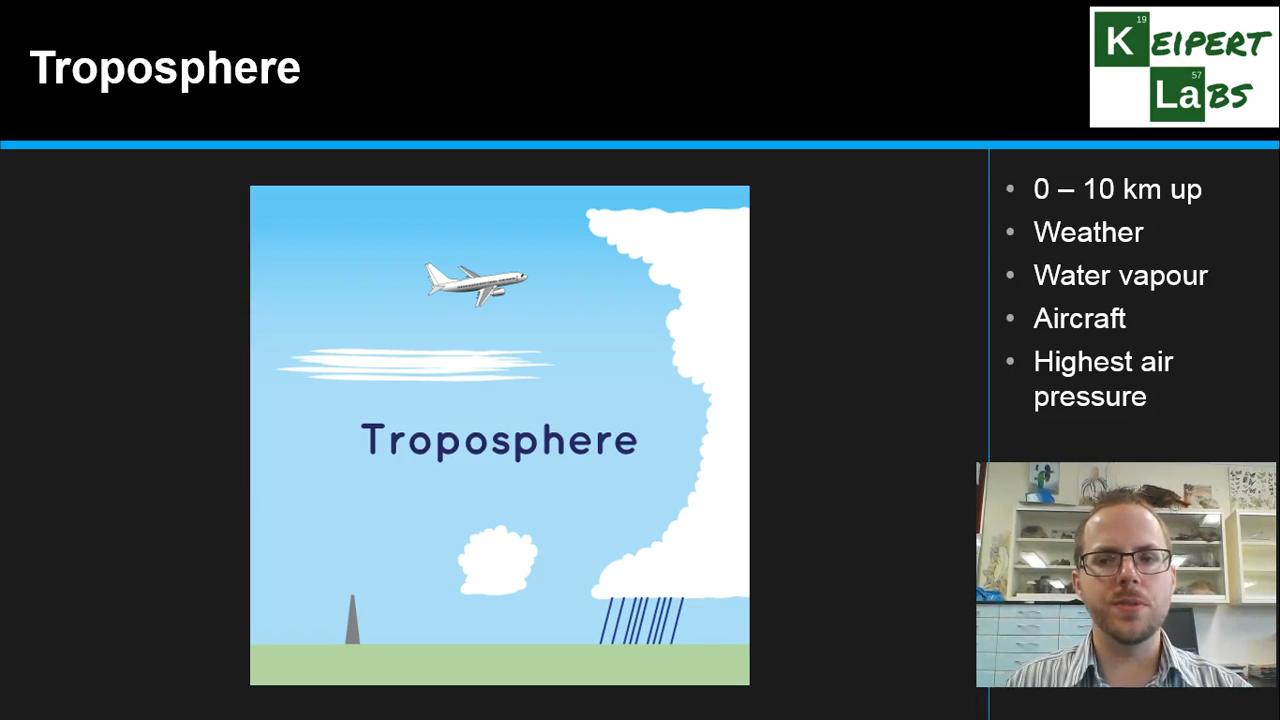 Troposphere
19
KEIPERT
57
LaBS
• 0 – 10 km up
• Weather
• Water vapour
• Aircraft
• Highest air
pressure
Troposphere